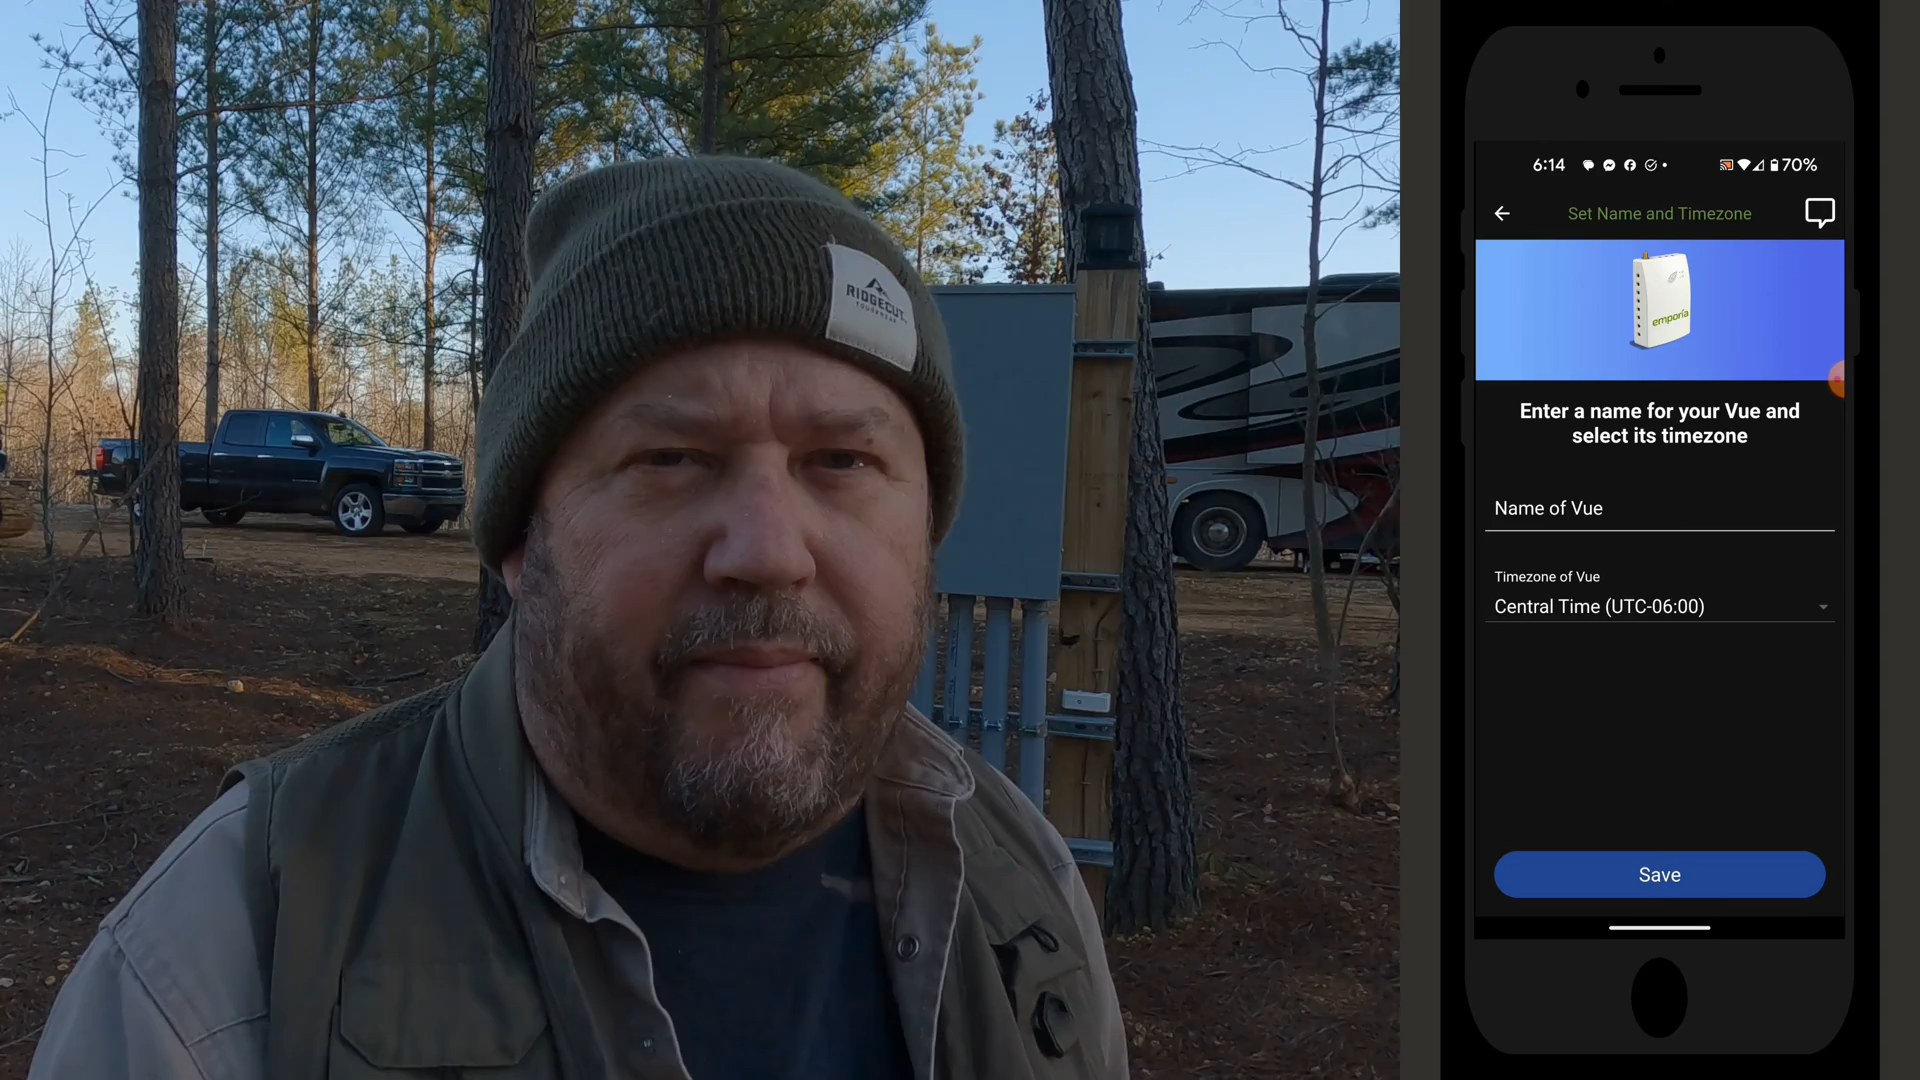 RIDGECUT
TOUGHWEAR
6:14
70%
Set Name and Timezone
emporia
Enter a name for your Vue and
select its timezone
Name of Vue
Timezone of Vue
Central Time (UTC-06:00)
Save